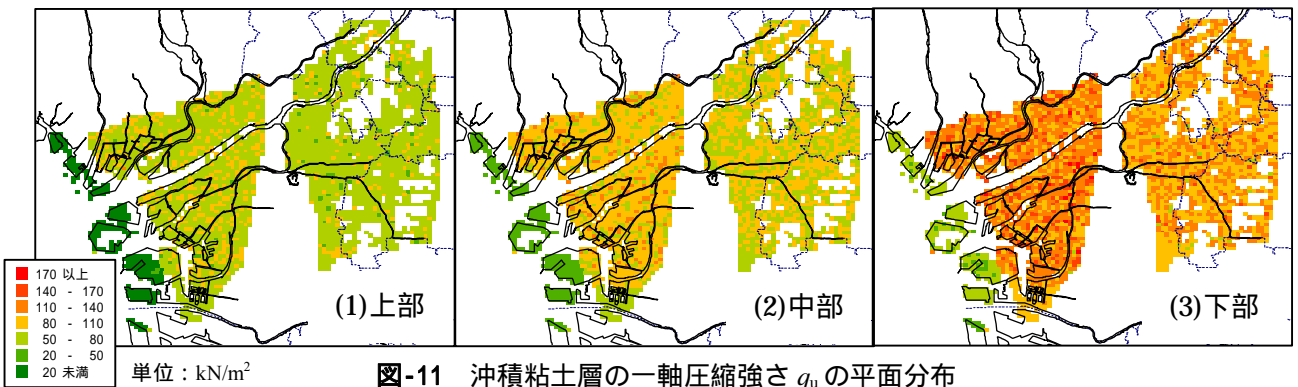 (1)上部
(2)中部
(3)下部
170 以上
140 - 170
110 - 140
80 - 110
50 - 80
20 - 50
20 未満
単位：kN/m²
図-11 沖積粘土層の一軸圧縮強さ qu の平面分布